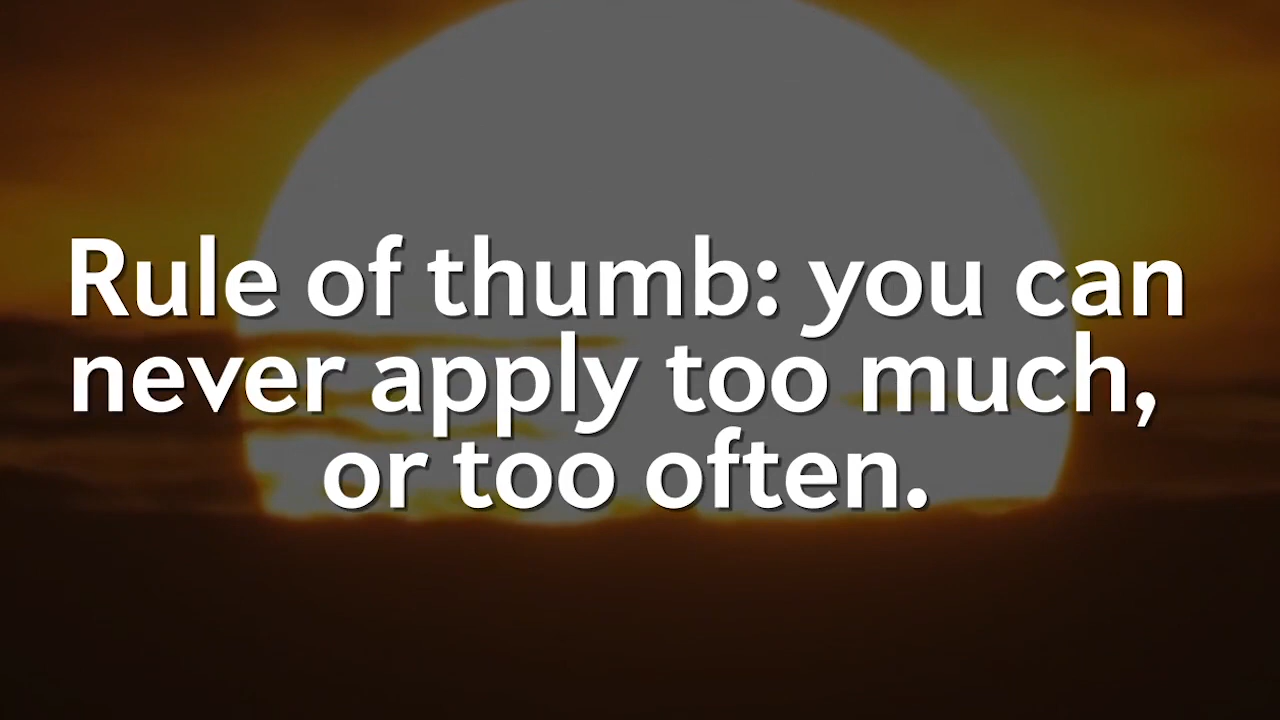 Rule of thumb: you can
never apply too much,
or too often.